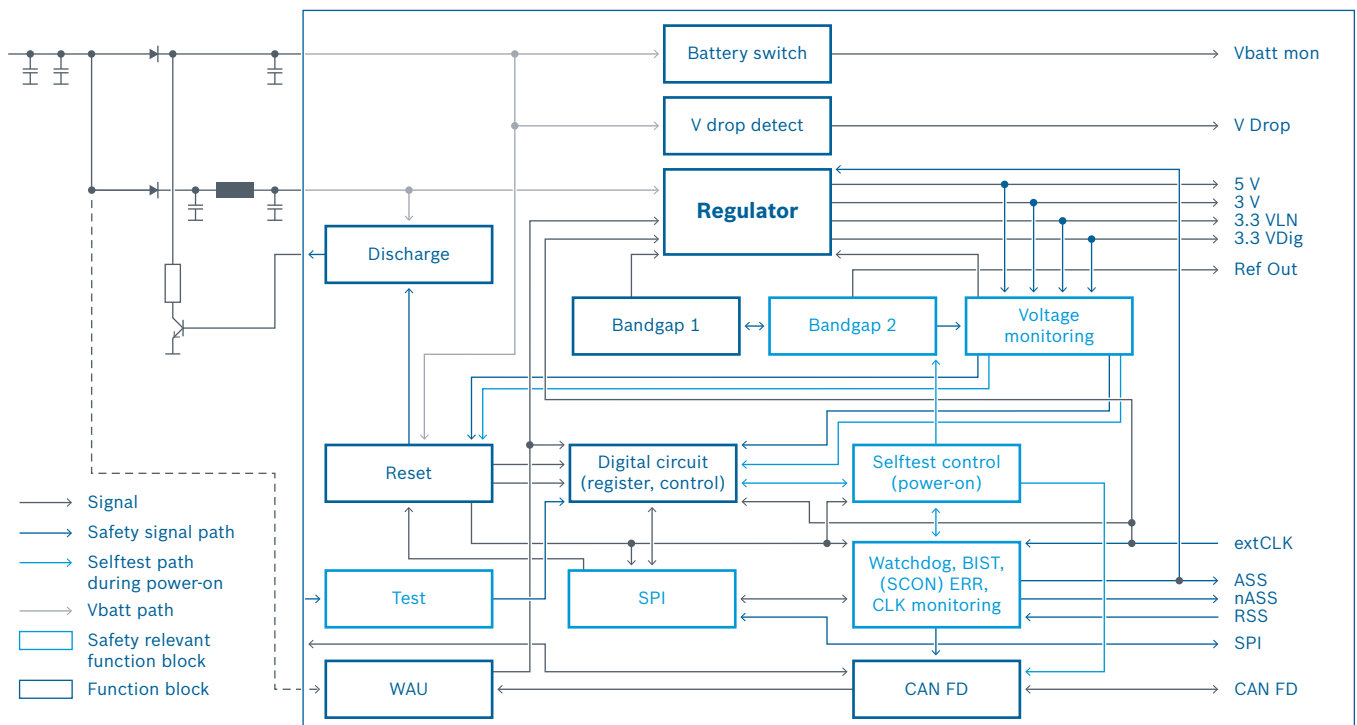 Battery switch
Vbatt mon
V drop detect
V Drop
Regulator
5 V
3 V
3.3 VLN
3.3 VDig
Ref Out
Discharge
Bandgap 1
Bandgap 2
Voltage
monitoring
Reset
Digital circuit
(register, control)
Selftest control
(power-on)
extCLK
Watchdog, BIST,
(SCON) ERR,
CLK monitoring
ASS
nASS
RSS
Test
SPI
SPI
WAU
CAN FD
CAN FD
Signal
Safety signal path
Selftest path
during power-on
Vbatt path
Safety relevant
function block
Function block